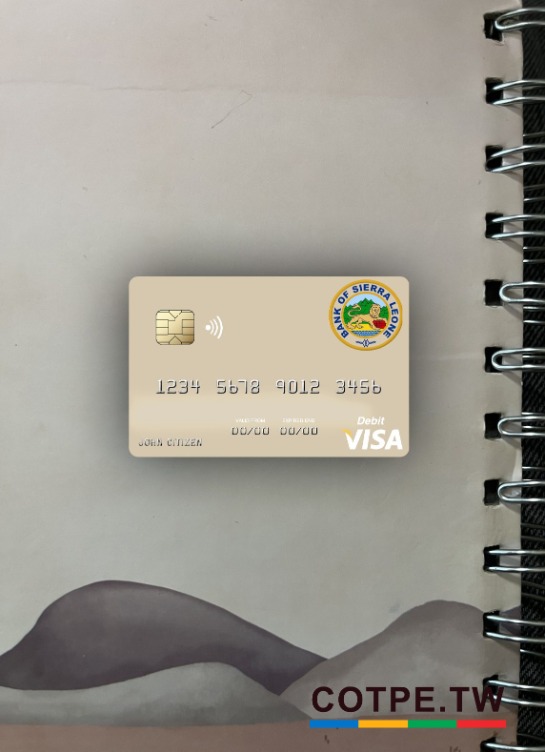 BANK OF SIERRA LEONE
1234 5678 9012 3456
00/00 00/00
JOHN CITIZEN
Debit
VISA
COTPE.TW